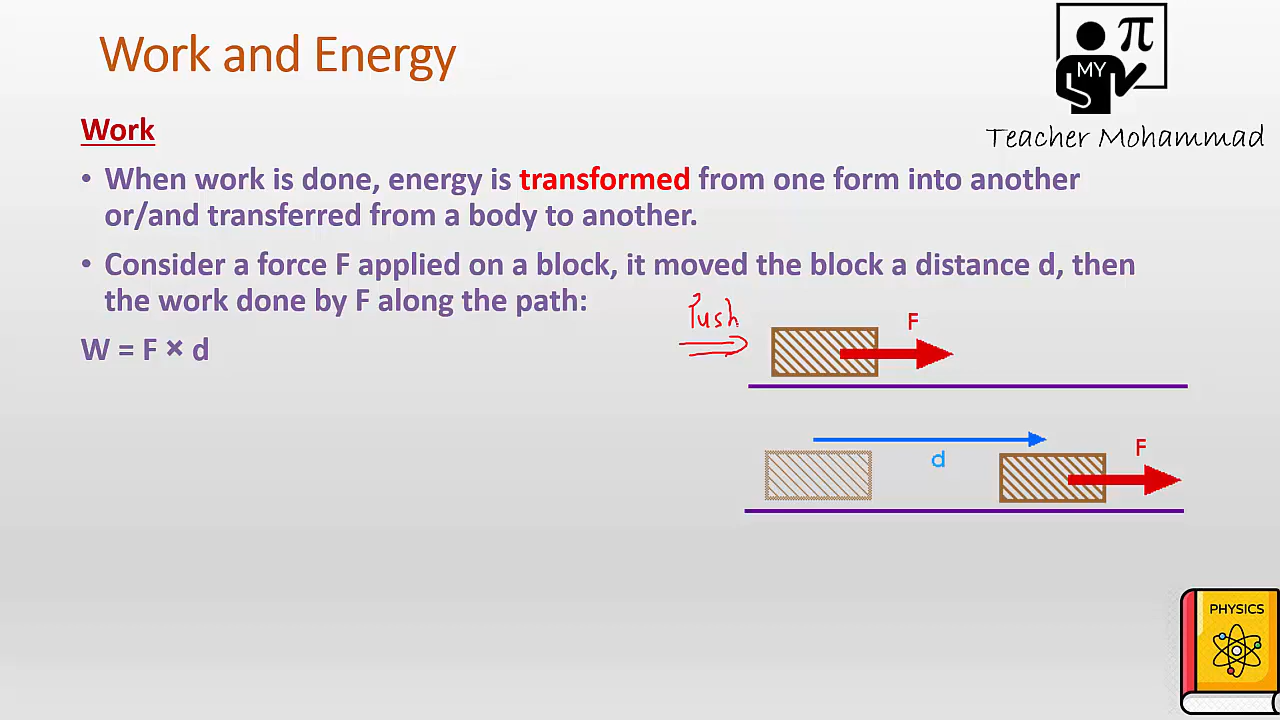 Work and Energy
π
MY
Teacher Mohammad
Work
• When work is done, energy is transformed from one form into another
or/and transferred from a body to another.
• Consider a force F applied on a block, it moved the block a distance d, then
the work done by F along the path:
Push
F
W = F × d
d
F
PHYSICS